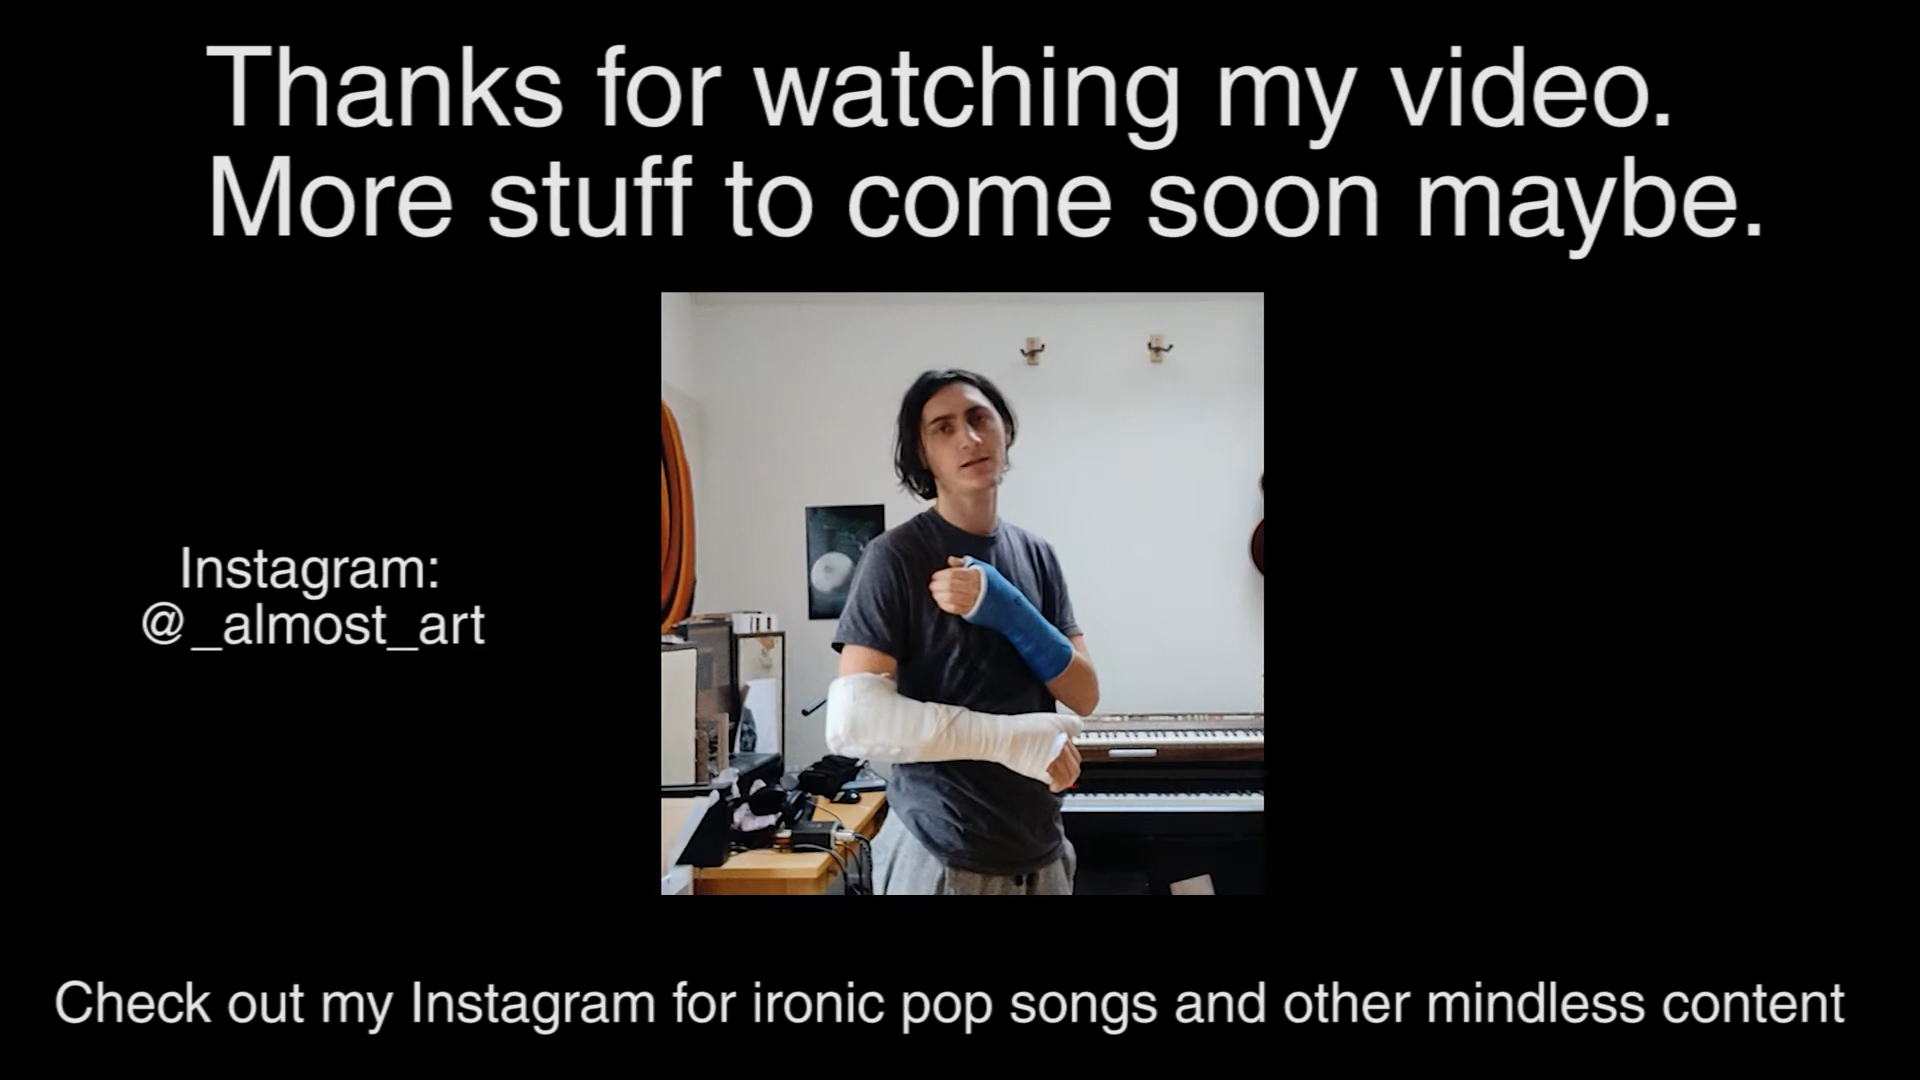 Thanks for watching my video.
More stuff to come soon maybe.
Instagram:
@_almost_art
Check out my Instagram for ironic pop songs and other mindless content